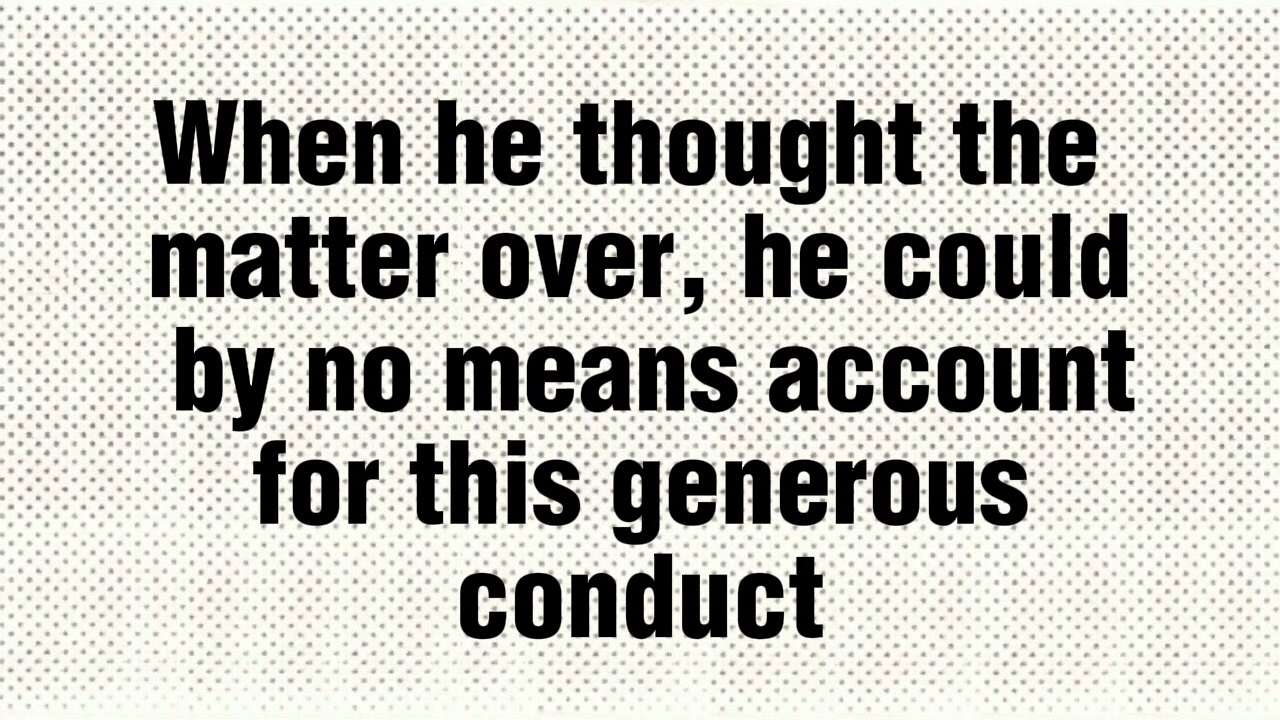 When he thought the
matter over, he could
by no means account
for this generous
conduct